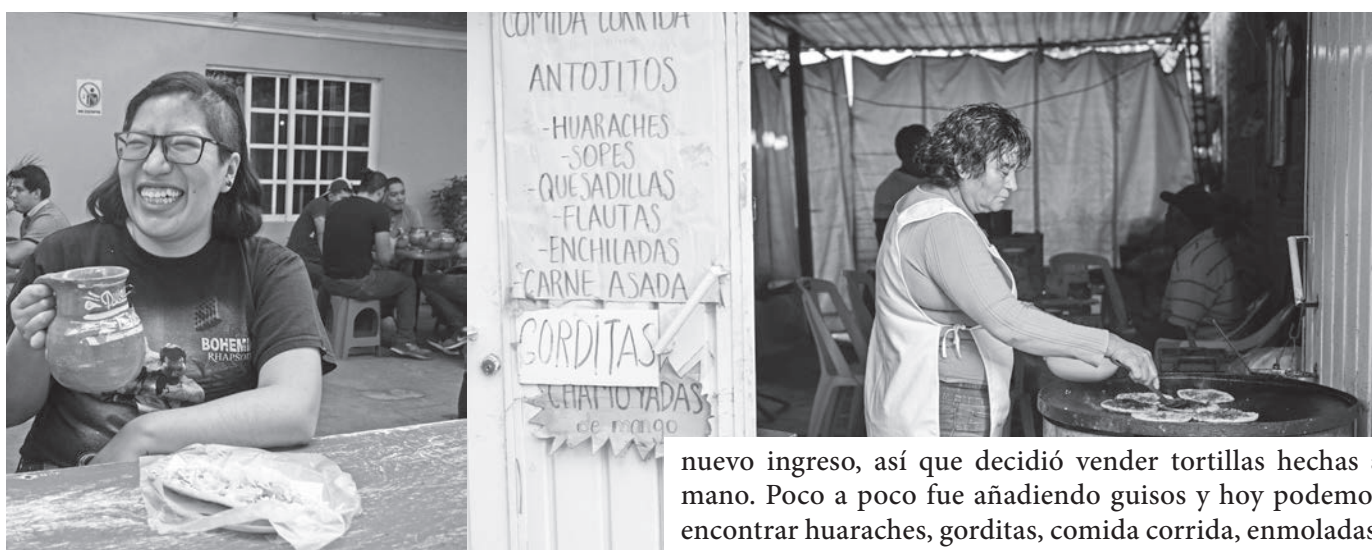 COMIDA CORRIDA
ANTOJITOS
-HUARACHES
-SOPES
-QUESADILLAS
-FLAUTAS
-ENCHILADAS
-CARNE ASADA
GORDITAS
CHAMOYADAS
de mango
BOHEMIAN
RHAPSODY
nuevo ingreso, así que decidió vender tortillas hechas
mano. Poco a poco fue añadiendo guisos y hoy podemo
encontrar huaraches, gorditas, comida corrida, enmoladas